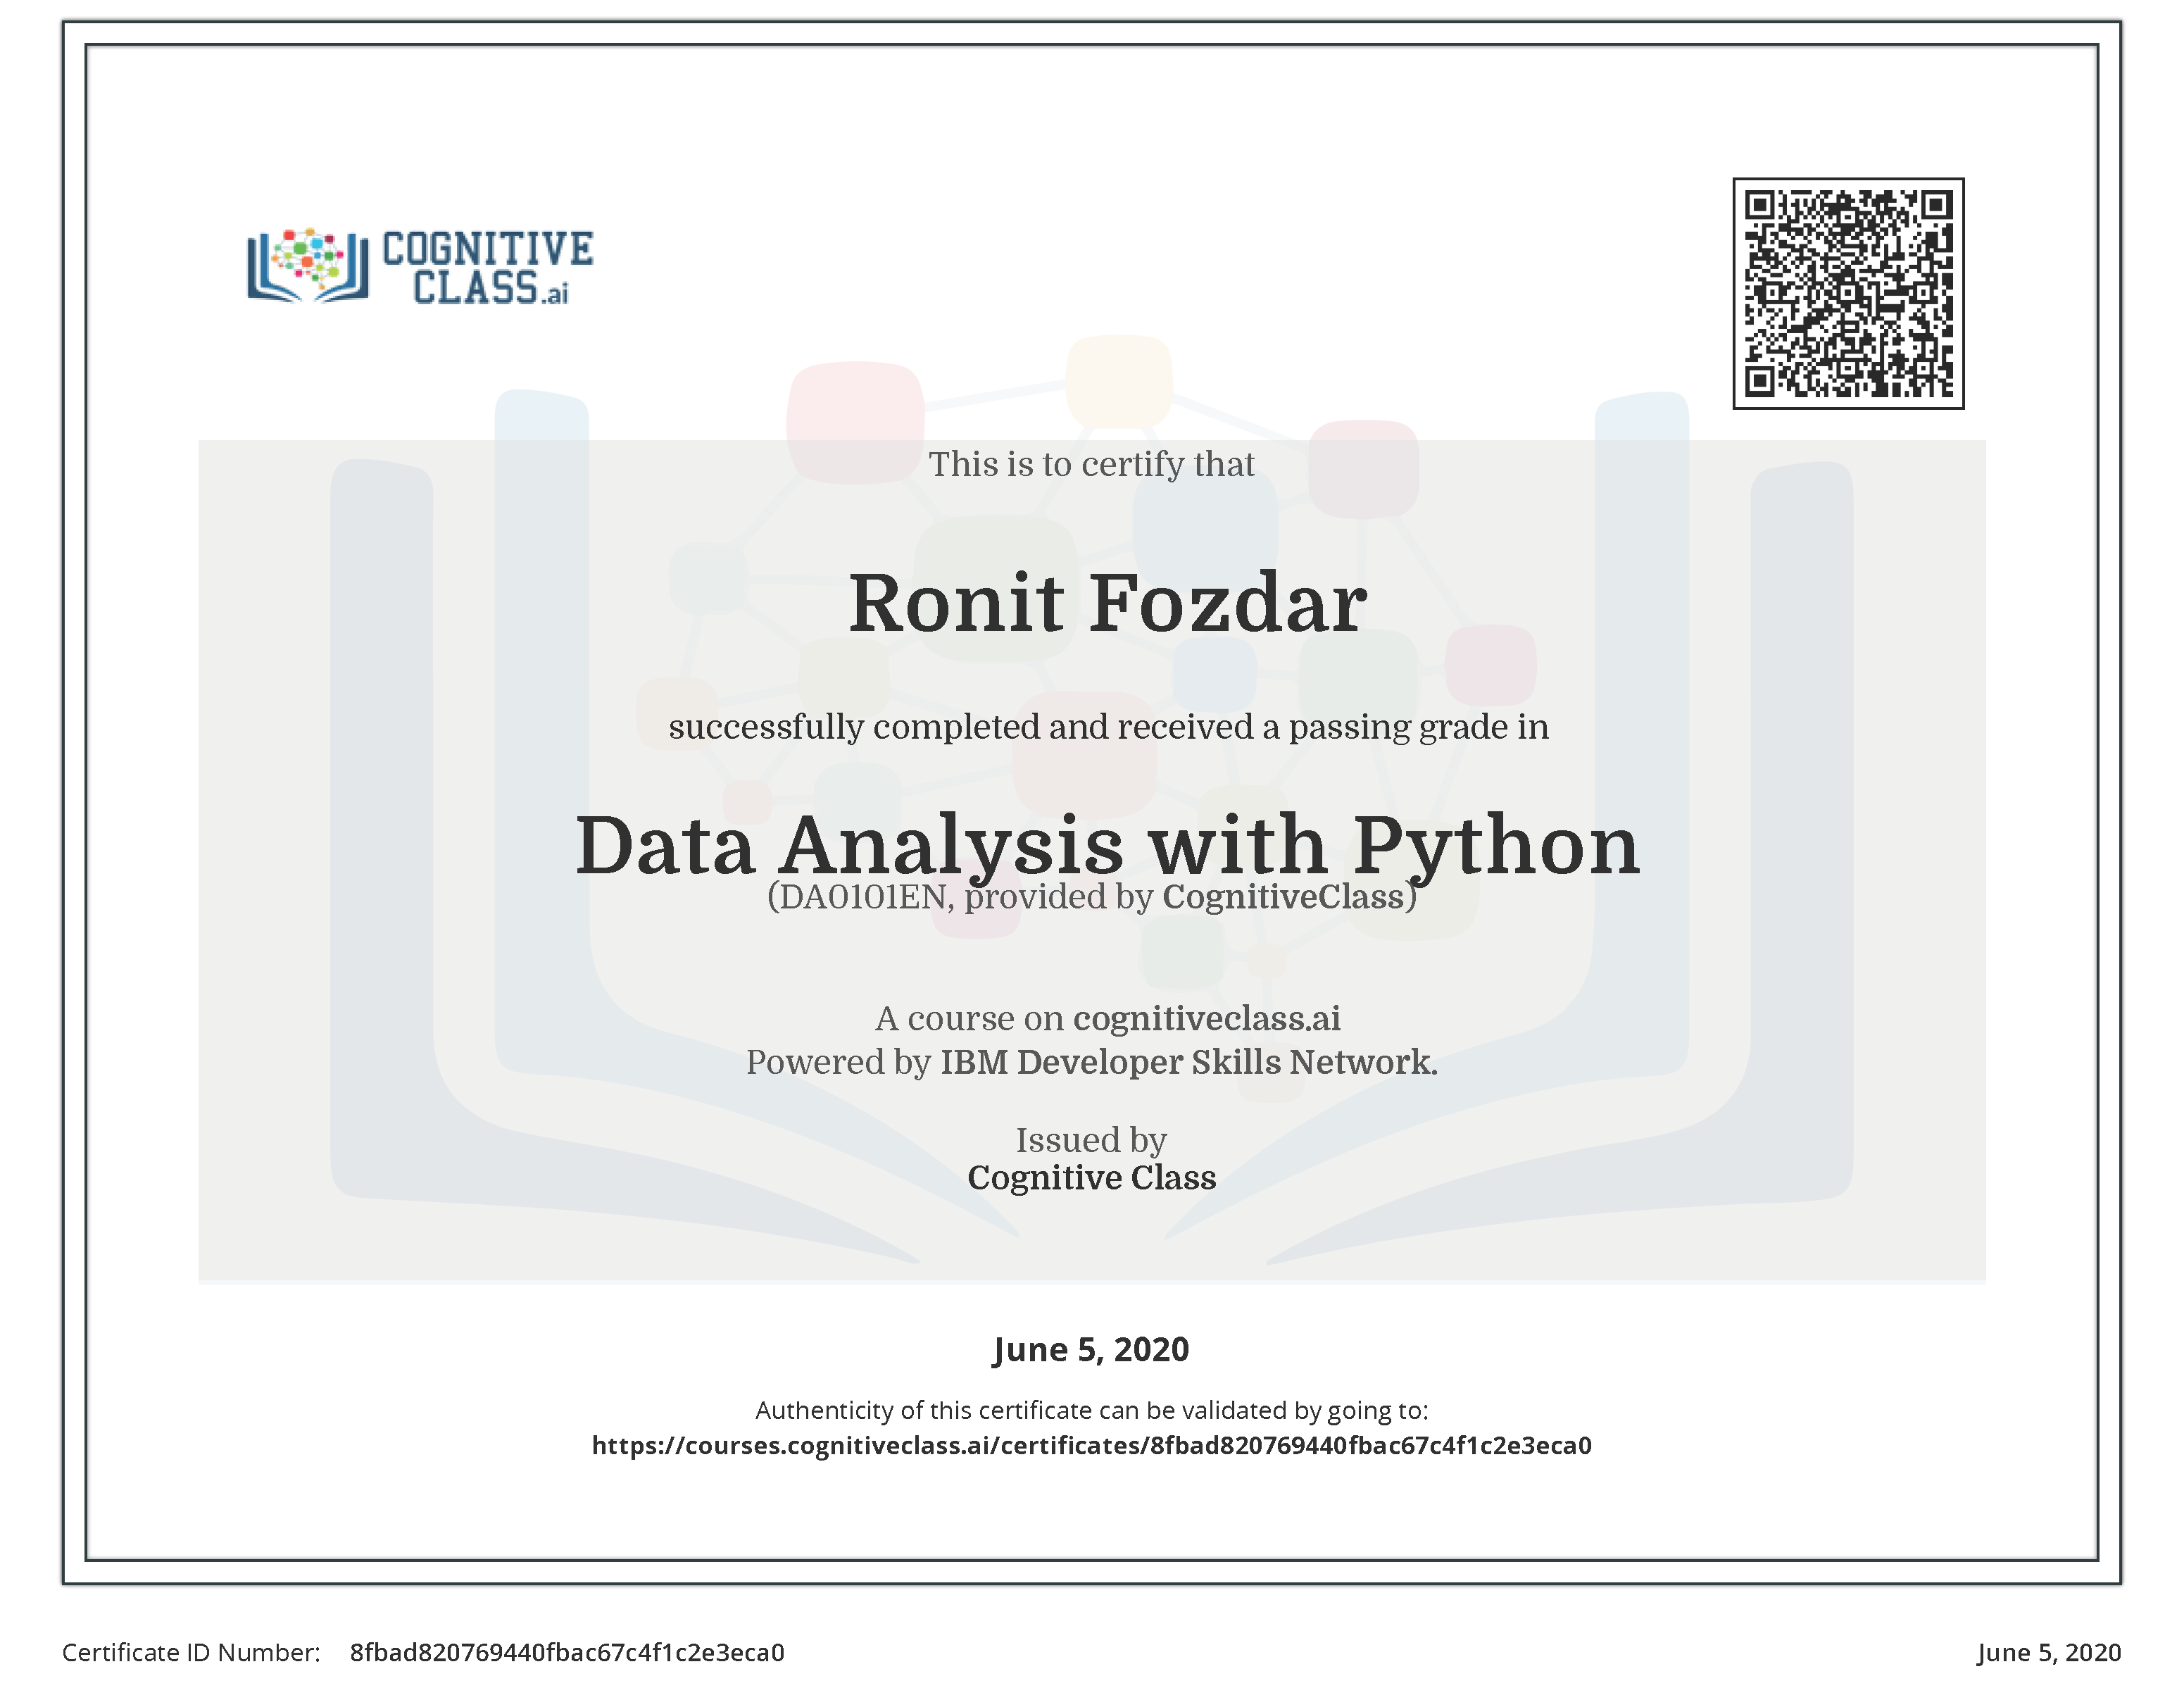 COGNITIVE
CLASS.ai
This is to certify that
Ronit Fozdar
successfully completed and received a passing grade in
Data Analysis with Python
(DA0101EN, provided by CognitiveClass)
A course on cognitiveclass.ai
Powered by IBM Developer Skills Network.
Issued by
Cognitive Class
June 5, 2020
Authenticity of this certificate can be validated by going to:
https://courses.cognitiveclass.ai/certificates/8fbad820769440fbac67c4f1c2e3eca0
Certificate ID Number: 8fbad820769440fbac67c4f1c2e3eca0
June 5, 2020